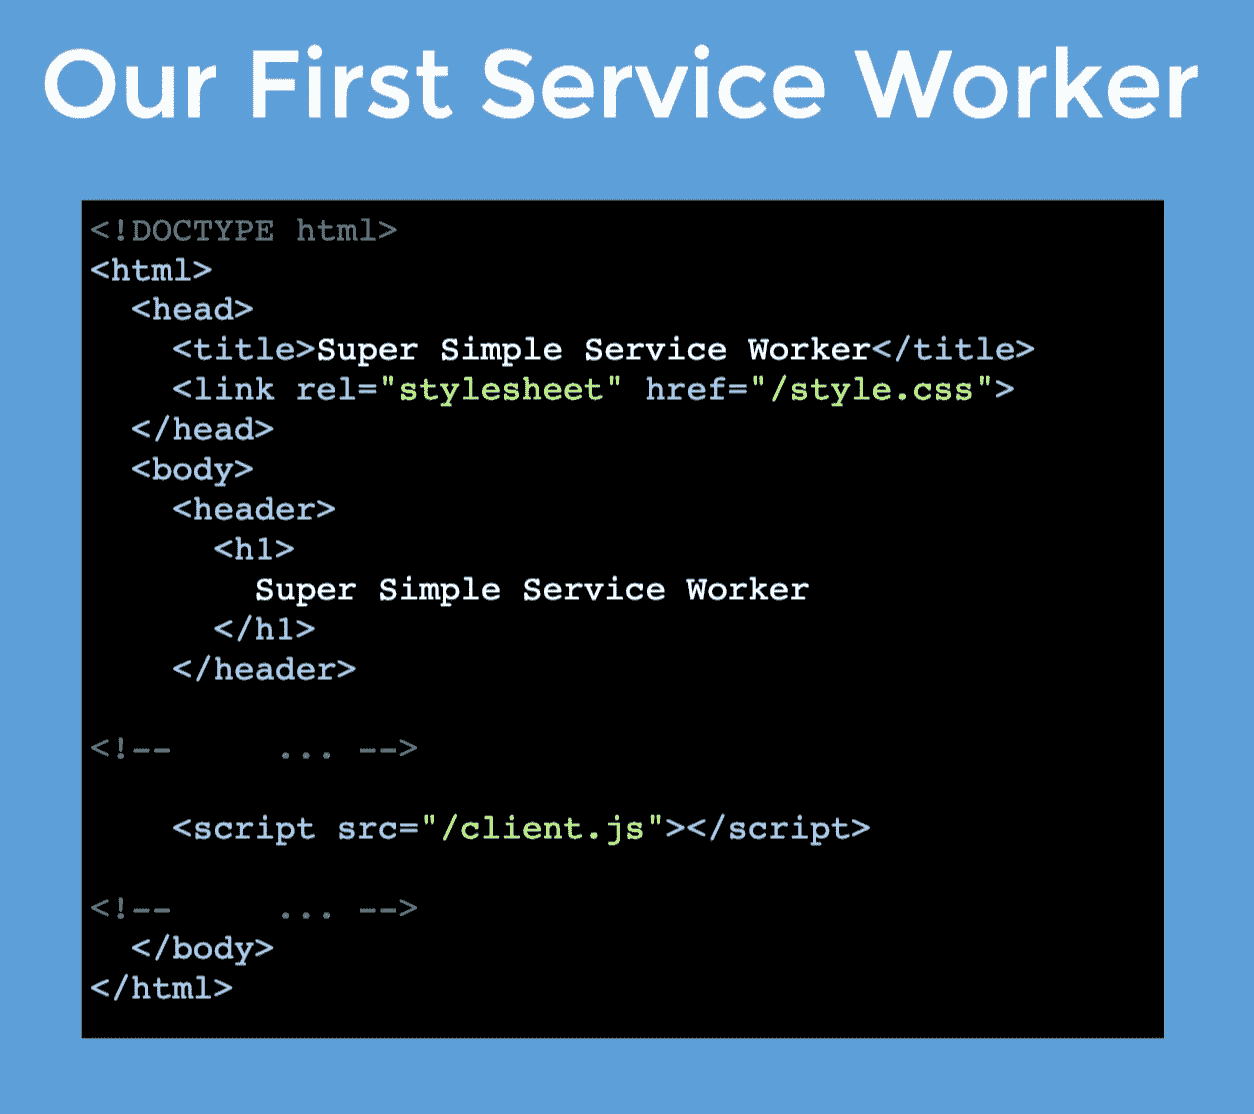 Our First Service Worker
<!DOCTYPE html>
<html>
  <head>
    <title>Super Simple Service Worker</title>
    <link rel="stylesheet" href="/style.css">
  </head>
  <body>
    <header>
      <h1>
        Super Simple Service Worker
      </h1>
    </header>
<!--     ... -->
    <script src="/client.js"></script>
<!--     ... -->
  </body>
</html>